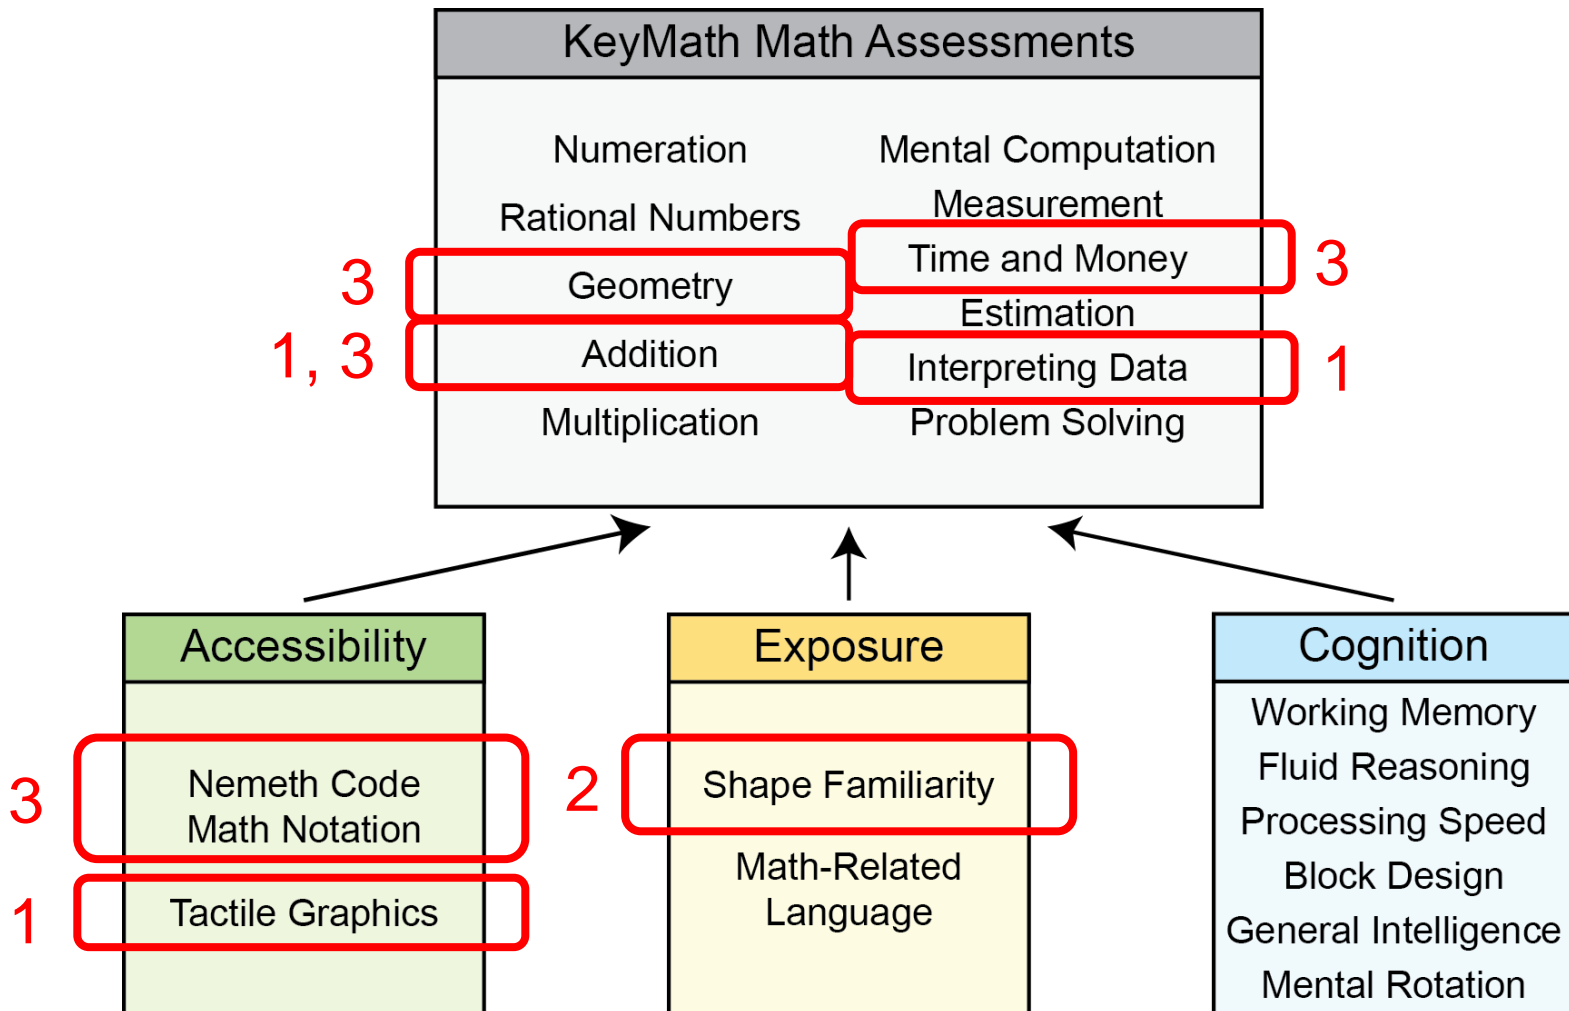 KeyMath Math Assessments
Numeration
Rational Numbers
3
Geometry
1, 3
Addition
Multiplication
Mental Computation
Measurement
Time and Money
3
Estimation
Interpreting Data
1
Problem Solving
Accessibility
3
Nemeth Code
Math Notation
1
Tactile Graphics
Exposure
2
Shape Familiarity
Math-Related
Language
Cognition
Working Memory
Fluid Reasoning
Processing Speed
Block Design
General Intelligence
Mental Rotation